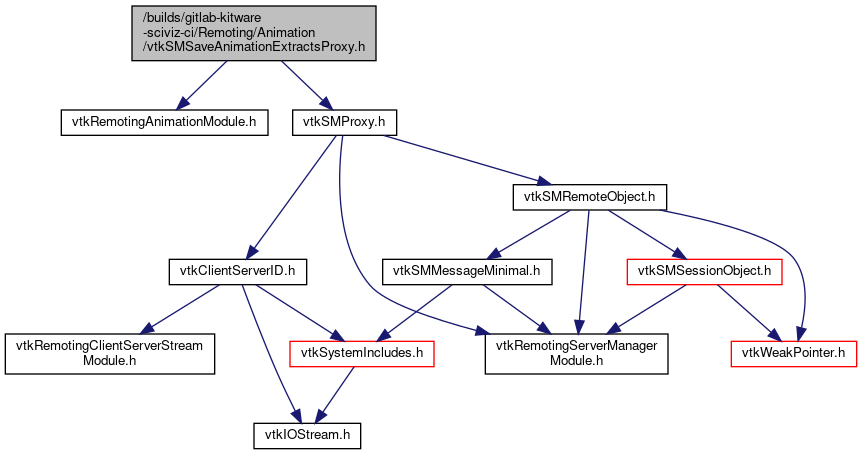 /builds/gitlab-kitware
-sciviz-ci/Remoting/Animation
/vtkSMSaveAnimationExtractsProxy.h
vtkRemotingAnimationModule.h
vtkSMProxy.h
vtkSMRemoteObject.h
vtkClientServerID.h
vtkSMMessageMinimal.h
vtkSMSessionObject.h
vtkRemotingClientServerStream
Module.h
vtkSystemIncludes.h
vtkRemotingServerManager
Module.h
vtkWeakPointer.h
vtkIOStream.h